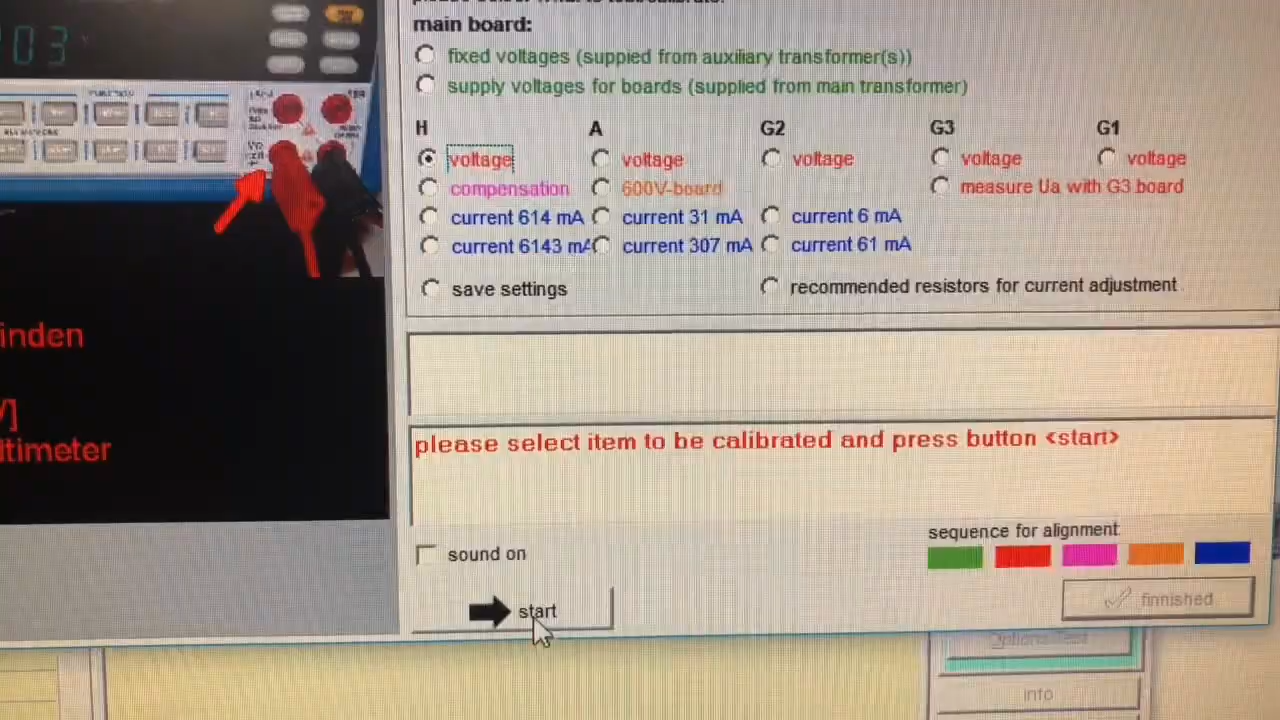 main board:
fixed voltages (suppied from auxiliary transformer(s))
supply voltages for boards (supplied from main transformer)
H A G2 G3 G1
voltage voltage voltage voltage voltage
compensation 600V-board measure Ua with G3 board
current 614 mA current 31 mA current 6 mA
current 6143 mA current 307 mA current 61 mA
save settings recommended resistors for current adjustment
03
inden
/]
ltimeter
please select item to be calibrated and press button <start>
sequence for alignment
sound on
start
finnished
Options Test
info